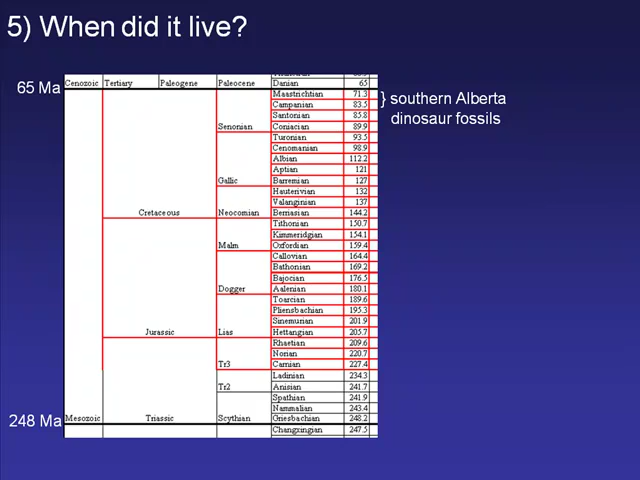 5) When did it live?
65 Ma
Cenozoic Tertiary Paleogene Paleocene Danian 65
Maastrichtian 71.3
} southern Alberta
Campanian 83.5
Santonian 85.8
dinosaur fossils
Senonian Coniacian 89.9
Turonian 93.5
Cenomanian 98.9
Albian 112.2
Aptian 121
Gallic Barremian 127
Hauterivian 132
Valanginian 137
Cretaceous Neocomian Berriasian 144.2
Tithonian 150.7
Kimmeridgian 154.1
Malm Oxfordian 159.4
Callovian 164.4
Bathonian 169.2
Bajocian 176.5
Dogger Aalenian 180.1
Toarcian 189.6
Pliensbachian 195.3
Sinemurian 201.9
Jurassic Lias Hettangian 205.7
Rhaetian 209.6
Norian 220.7
Tr3 Carnian 227.4
Ladinian 234.3
Tr2 Anisian 241.7
Spathian 241.9
Nammalian 243.4
248 Ma
Mesozoic Triassic Scythian Griesbachian 248.2
Changxingian 247.5